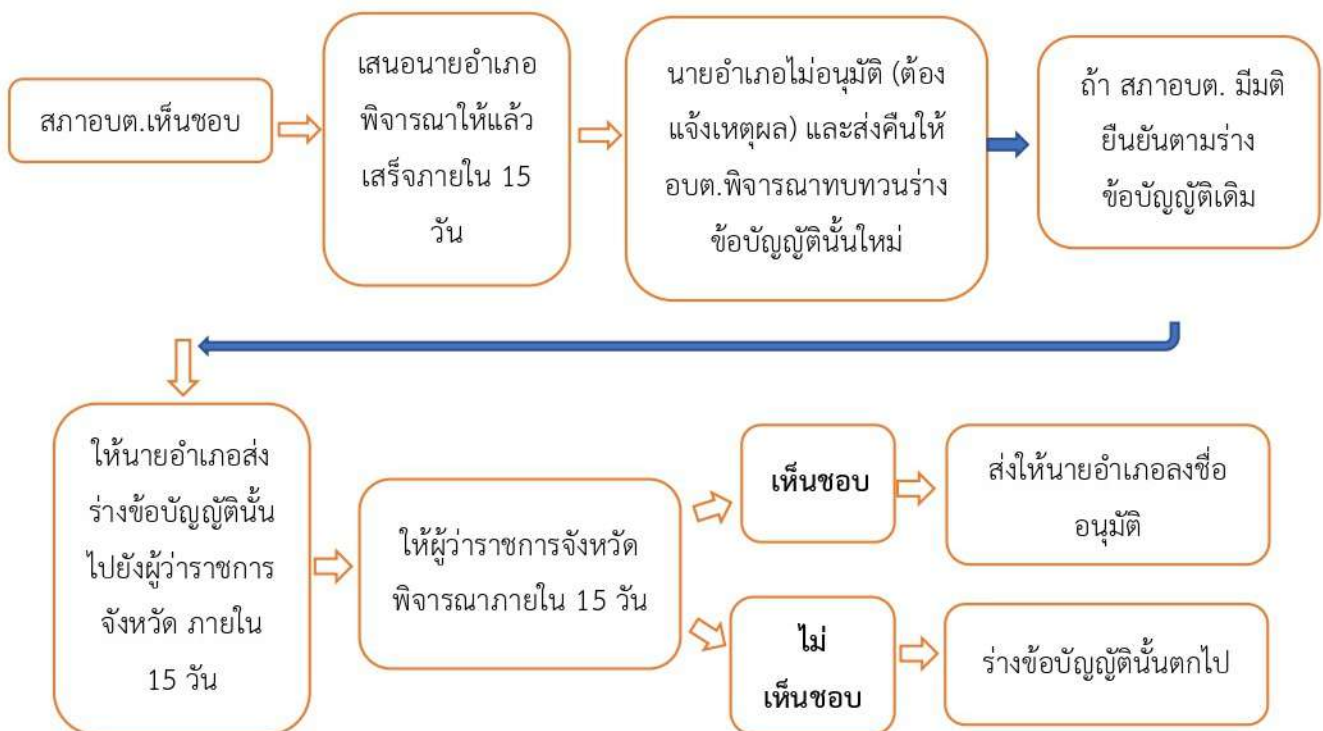 สภาอบต.เห็นชอบ
เสนอนายอำเภอ
พิจารณาให้แล้ว
เสร็จภายใน 15
วัน
นายอำเภอไม่อนุมัติ (ต้อง
แจ้งเหตุผล) และส่งคืนให้
อบต.พิจารณาทบทวนร่าง
ข้อบัญญัตินั้นใหม่
ถ้า สภาอบต. มีมติ
ยืนยันตามร่าง
ข้อบัญญัติเดิม
ให้นายอำเภอส่ง
ร่างข้อบัญญัตินั้น
ไปยังผู้ว่าราชการ
จังหวัด ภายใน
15 วัน
ให้ผู้ว่าราชการจังหวัด
พิจารณาภายใน 15 วัน
เห็นชอบ
ส่งให้นายอำเภอลงชื่อ
อนุมัติ
ไม่
เห็นชอบ
ร่างข้อบัญญัตินั้นตกไป